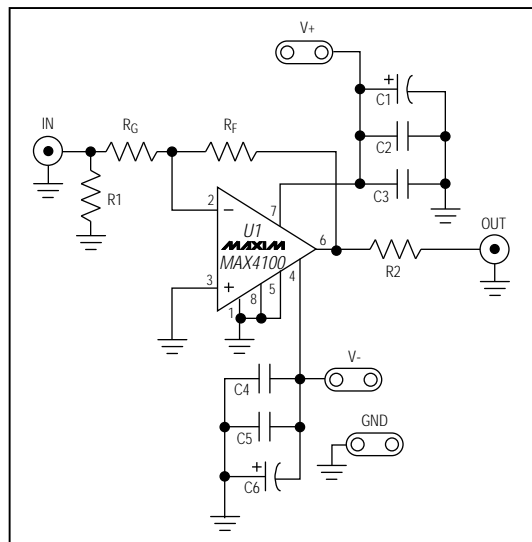 V+
+
C1
IN
RG
RF
C2
R1
C3
2
−
7
U1
MAXIM
MAX4100
6
OUT
R2
3
+
4
5
8
1
C4
V-
C5
GND
+
C6